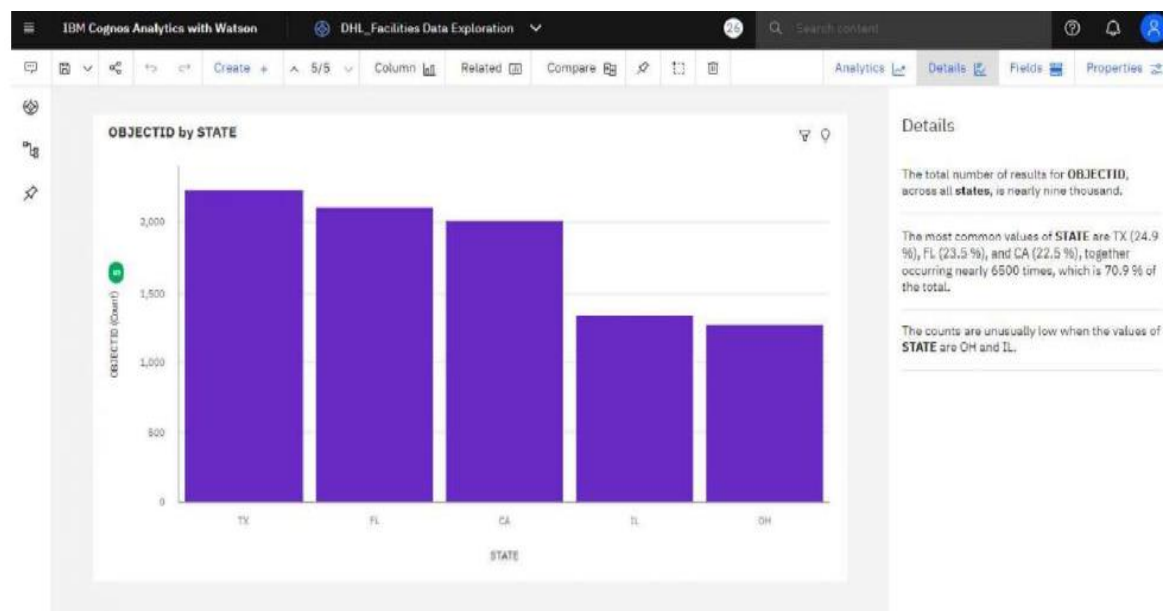 IBM Cognos Analytics with Watson
DHL_Facilities Data Exploration
26
Search content
Create +
5/5
Column
Related
Compare
Analytics
Details
Fields
Properties
OBJECTID by STATE
2,000
1,500
1,000
500
0
OBJECTID (Count)
5
TX
FL
CA
IL
OH
STATE
Details
The total number of results for OBJECTID,
across all states, is nearly nine thousand.
The most common values of STATE are TX (24.9
%), FL (23.5 %), and CA (22.5 %), together
occurring nearly 6500 times, which is 70.9 % of
the total.
The counts are unusually low when the values of
STATE are OH and IL.